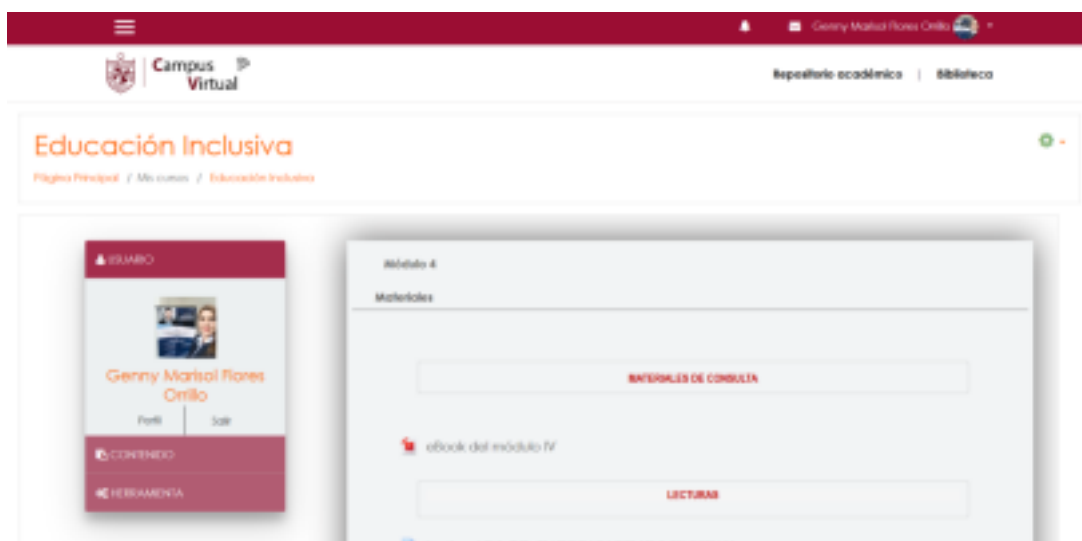 Genny Marisol Flores Orrillo
Campus
Virtual
Repositorio académico | Biblioteca
Educación Inclusiva
Página Principal / Mis cursos / Educación Inclusiva
USUARIO
Genny Marisol Flores
Orrillo
Perfil Salir
CONTENIDO
HERRAMIENTA
Módulo 4
Materiales
MATERIALES DE CONSULTA
eBook del módulo IV
LECTURAS